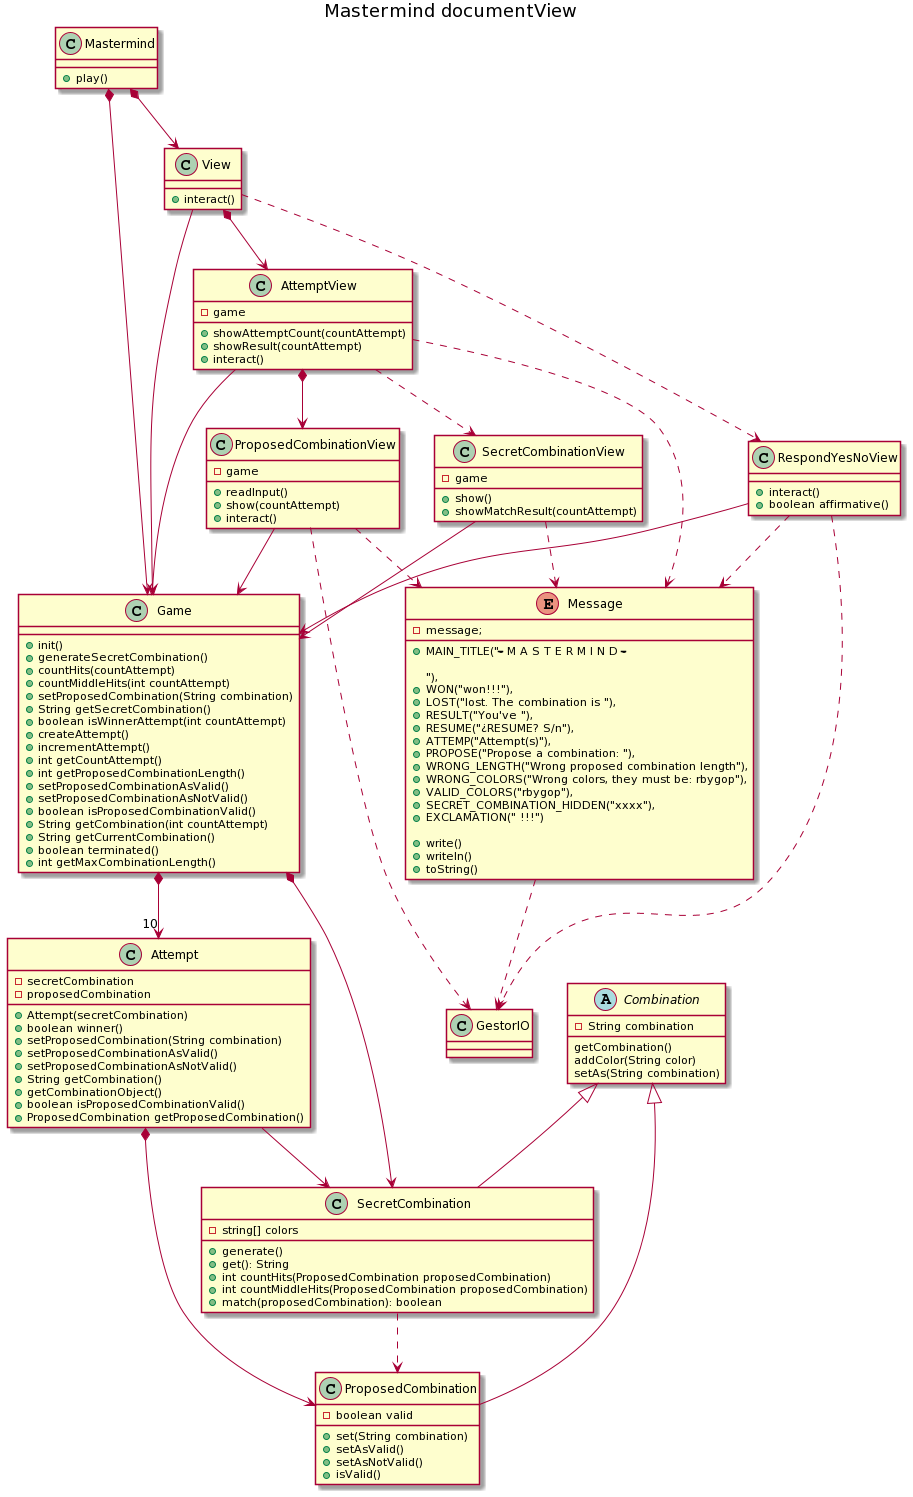 Mastermind documentView
C Mastermind
play()
C View
interact()
C AttemptView
game
showAttemptCount(countAttempt)
showResult(countAttempt)
interact()
C ProposedCombinationView
game
readInput()
show(countAttempt)
interact()
C SecretCombinationView
game
show()
showMatchResult(countAttempt)
C RespondYesNoView
interact()
boolean affirmative()
C Game
init()
generateSecretCombination()
countHits(countAttempt)
countMiddleHits(int countAttempt)
setProposedCombination(String combination)
String getSecretCombination()
boolean isWinnerAttempt(int countAttempt)
createAttempt()
incrementAttempt()
int getCountAttempt()
int getProposedCombinationLength()
setProposedCombinationAsValid()
setProposedCombinationAsNotValid()
boolean isProposedCombinationValid()
String getCombination(int countAttempt)
String getCurrentCombination()
boolean terminated()
int getMaxCombinationLength()
E Message
message;
MAIN_TITLE("~ M A S T E R M I N D ~
"),
WON("won!!!"),
LOST("lost. The combination is "),
RESULT("You've "),
RESUME("¿RESUME? S/n"),
ATTEMP("Attempt(s)"),
PROPOSE("Propose a combination: "),
WRONG_LENGTH("Wrong proposed combination length"),
WRONG_COLORS("Wrong colors, they must be: rbygop"),
VALID_COLORS("rbygop"),
SECRET_COMBINATION_HIDDEN("xxxx"),
EXCLAMATION(" !!!")
write()
writeln()
toString()
10
C Attempt
secretCombination
proposedCombination
Attempt(secretCombination)
boolean winner()
setProposedCombination(String combination)
setProposedCombinationAsValid()
setProposedCombinationAsNotValid()
String getCombination()
getCombinationObject()
boolean isProposedCombinationValid()
ProposedCombination getProposedCombination()
C GestorIO
A Combination
String combination
getCombination()
addColor(String color)
setAs(String combination)
C SecretCombination
string[] colors
generate()
get(): String
int countHits(ProposedCombination proposedCombination)
int countMiddleHits(ProposedCombination proposedCombination)
match(proposedCombination): boolean
C ProposedCombination
boolean valid
set(String combination)
setAsValid()
setAsNotValid()
isValid()